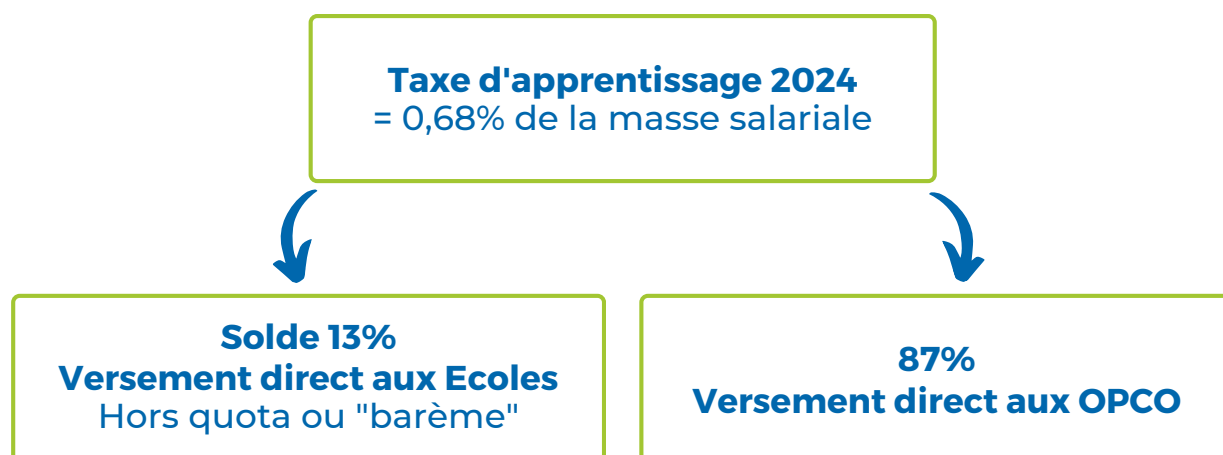 Taxe d'apprentissage 2024
= 0,68% de la masse salariale
Solde 13%
Versement direct aux Ecoles
Hors quota ou "barème"
87%
Versement direct aux OPCO